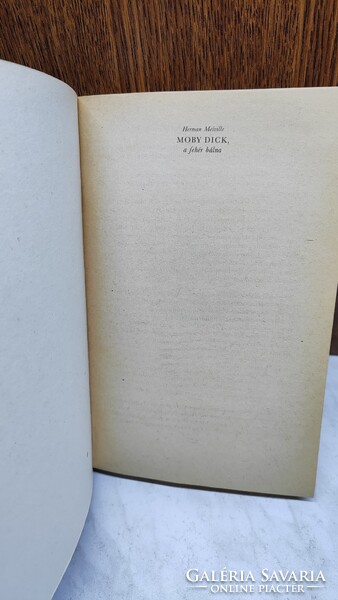 Herman Melville
MOBY DICK,
a fehér bálna
GALÉRIA SAVARIA
ONLINE PIACTÉR